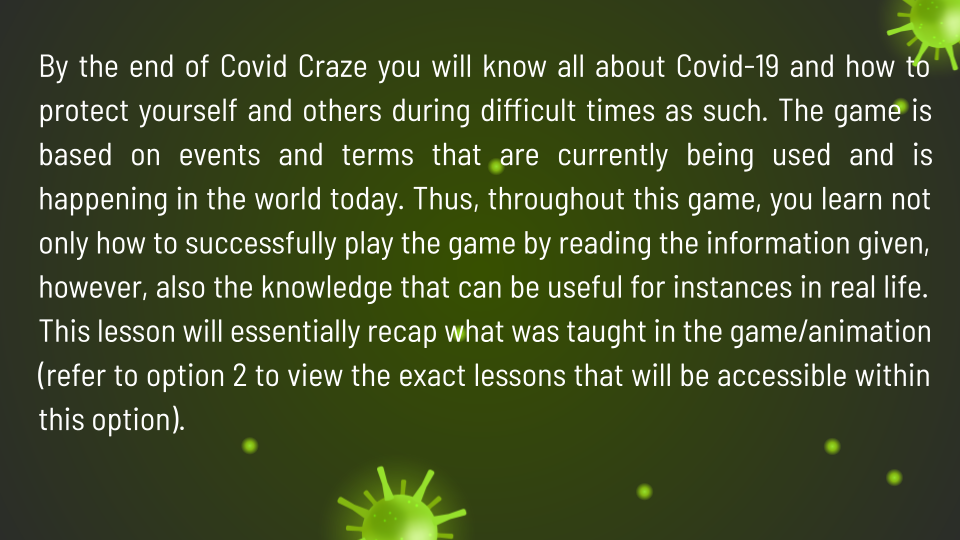 By the end of Covid Craze you will know all about Covid-19 and how to
protect yourself and others during difficult times as such. The game is
based on events and terms that are currently being used and is
happening in the world today. Thus, throughout this game, you learn not
only how to successfully play the game by reading the information given,
however, also the knowledge that can be useful for instances in real life.
This lesson will essentially recap what was taught in the game/animation
(refer to option 2 to view the exact lessons that will be accessible within
this option).